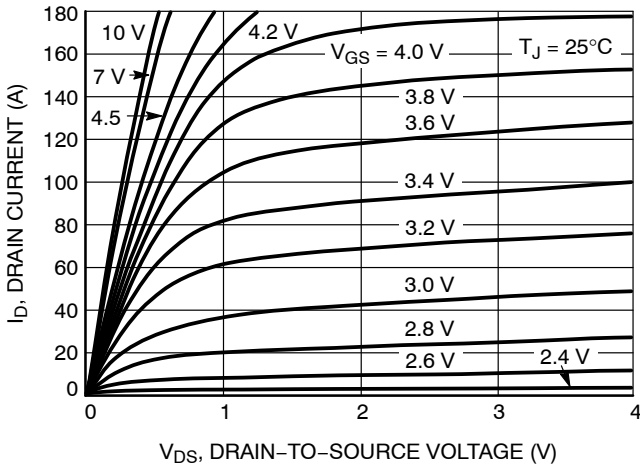 180
160
140
120
100
80
60
40
20
0
I_D, DRAIN CURRENT (A)
10 V
7 V
4.5
4.2 V
V_GS = 4.0 V
T_J = 25°C
3.8 V
3.6 V
3.4 V
3.2 V
3.0 V
2.8 V
2.6 V
2.4 V
0 1 2 3 4
V_DS, DRAIN−TO−SOURCE VOLTAGE (V)